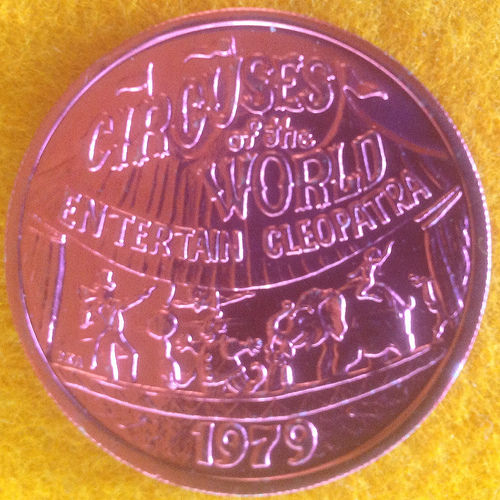 CIRCUSES
of the
WORLD
ENTERTAIN CLEOPATRA
1979